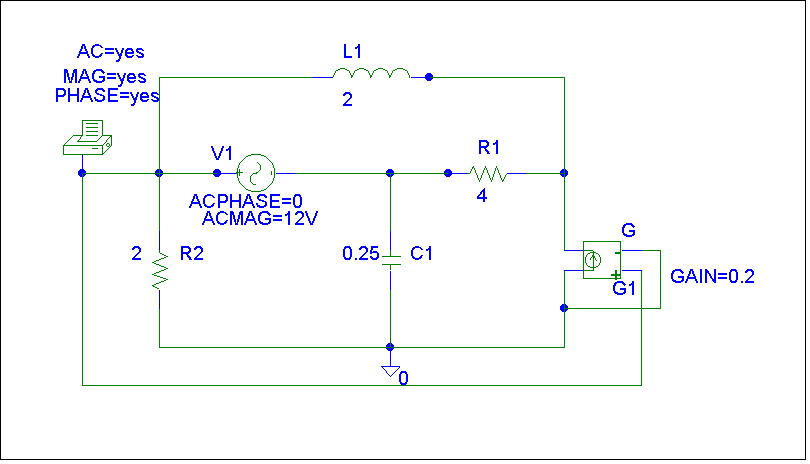 AC=yes
MAG=yes
PHASE=yes
L1
2
V1
+
-
ACPHASE=0
ACMAG=12V
R1
4
2
R2
0.25
C1
G
-
+
G1
GAIN=0.2
0